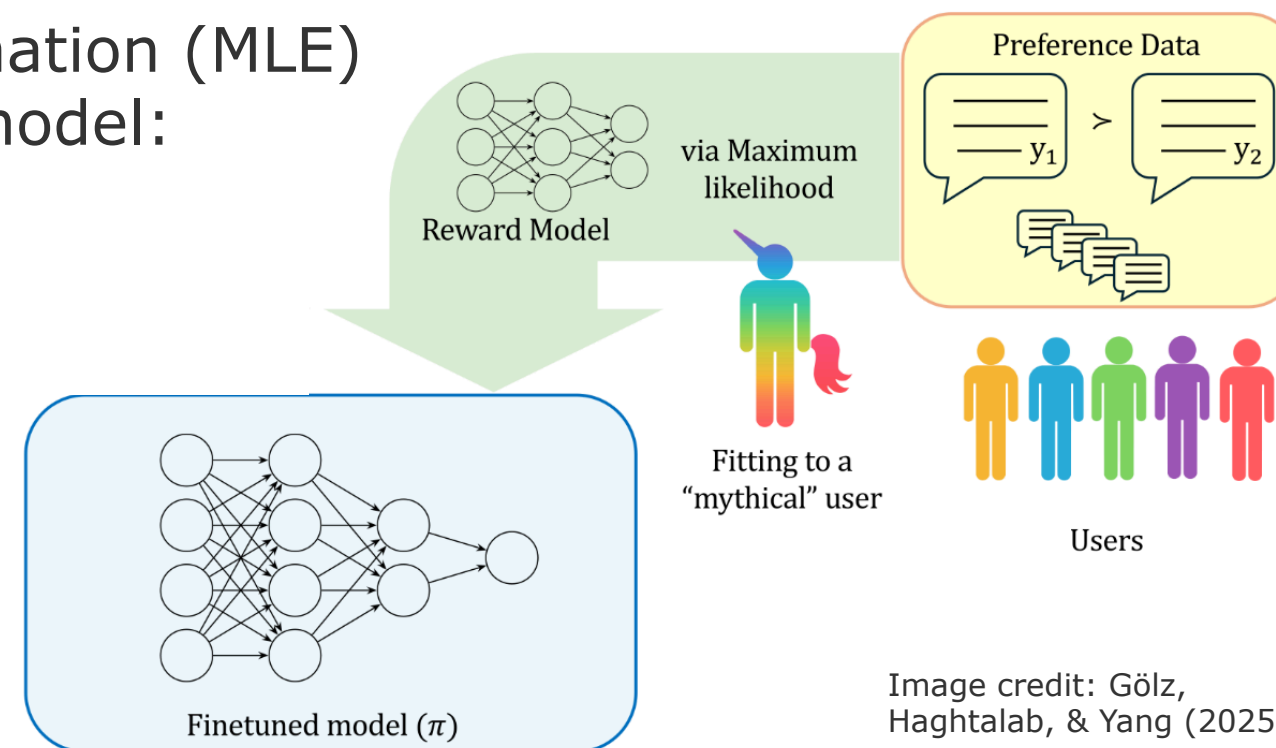 nation (MLE)
nodel:
Preference Data
y₁
≻
y₂
via Maximum
likelihood
Reward Model
Fitting to a
“mythical” user
Users
Finetuned model (π)
Image credit: Gölz,
Haghtalab, & Yang (2025